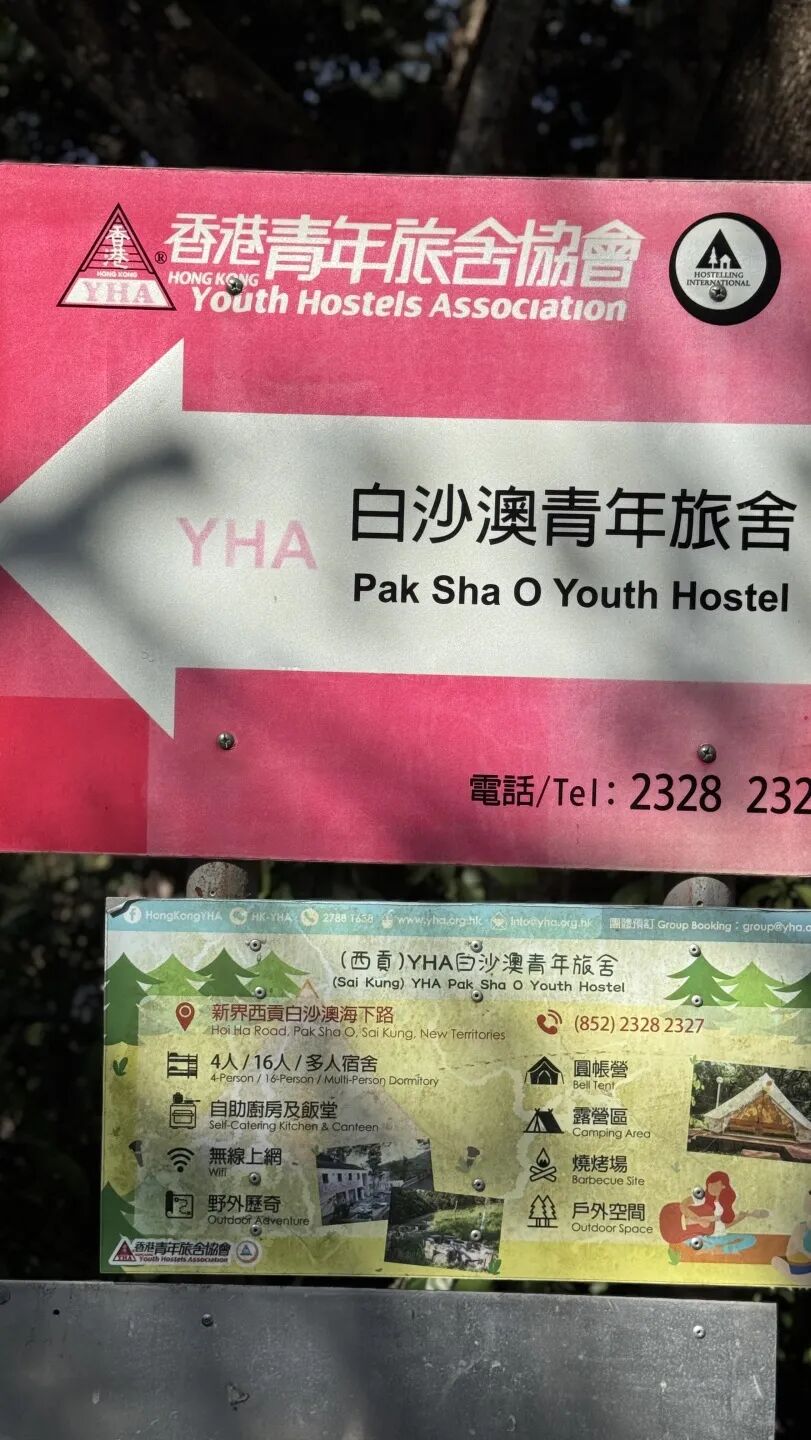 香港
HONG KONG
YHA
®
香港青年旅舍協會
HONG KONG
Youth Hostels Association
HOSTELLING
INTERNATIONAL
YHA
白沙澳青年旅舍
Pak Sha O Youth Hostel
電話/Tel: 2328 232
HongKongYHA HK-YHA 2788 1638 www.yha.org.hk info@yha.org.hk 團體預訂 Group Booking: group@yha.o
(西貢)YHA白沙澳青年旅舍
(Sai Kung) YHA Pak Sha O Youth Hostel
新界西貢白沙澳海下路
Hoi Ha Road, Pak Sha O, Sai Kung, New Territories
(852) 2328 2327
4人/16人/多人宿舍
4-Person / 16-Person / Multi-Person Dormitory
圓帳營
Bell Tent
自助廚房及飯堂
Self-Catering Kitchen & Canteen
露營區
Camping Area
無線上網
Wifi
燒烤場
Barbecue Site
野外歷奇
Outdoor Adventure
戶外空間
Outdoor Space
YHA
香港青年旅舍協會
Youth Hostels Association